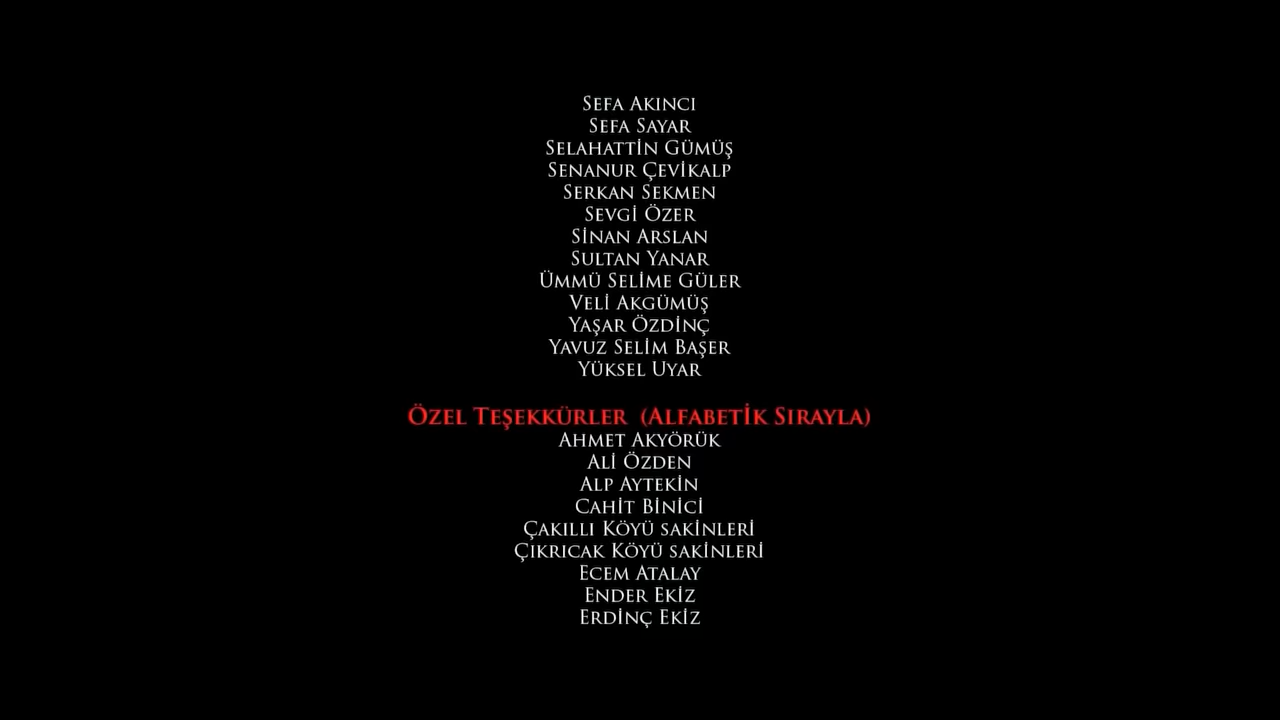 Sefa Akıncı
Sefa Sayar
Selahattin Gümüş
Senanur Çevikalp
Serkan Sekmen
Sevgi Özer
Sinan Arslan
Sultan Yanar
Ümmü Selime Güler
Veli Akgümüş
Yaşar Özdinç
Yavuz Selim Başer
Yüksel Uyar
Özel Teşekkürler (Alfabetik Sırayla)
Ahmet Akyörük
Ali Özden
Alp Aytekin
Cahit Binici
Çakıllı Köyü sakinleri
Çıkrıcak Köyü sakinleri
Ecem Atalay
Ender Ekiz
Erdinç Ekiz